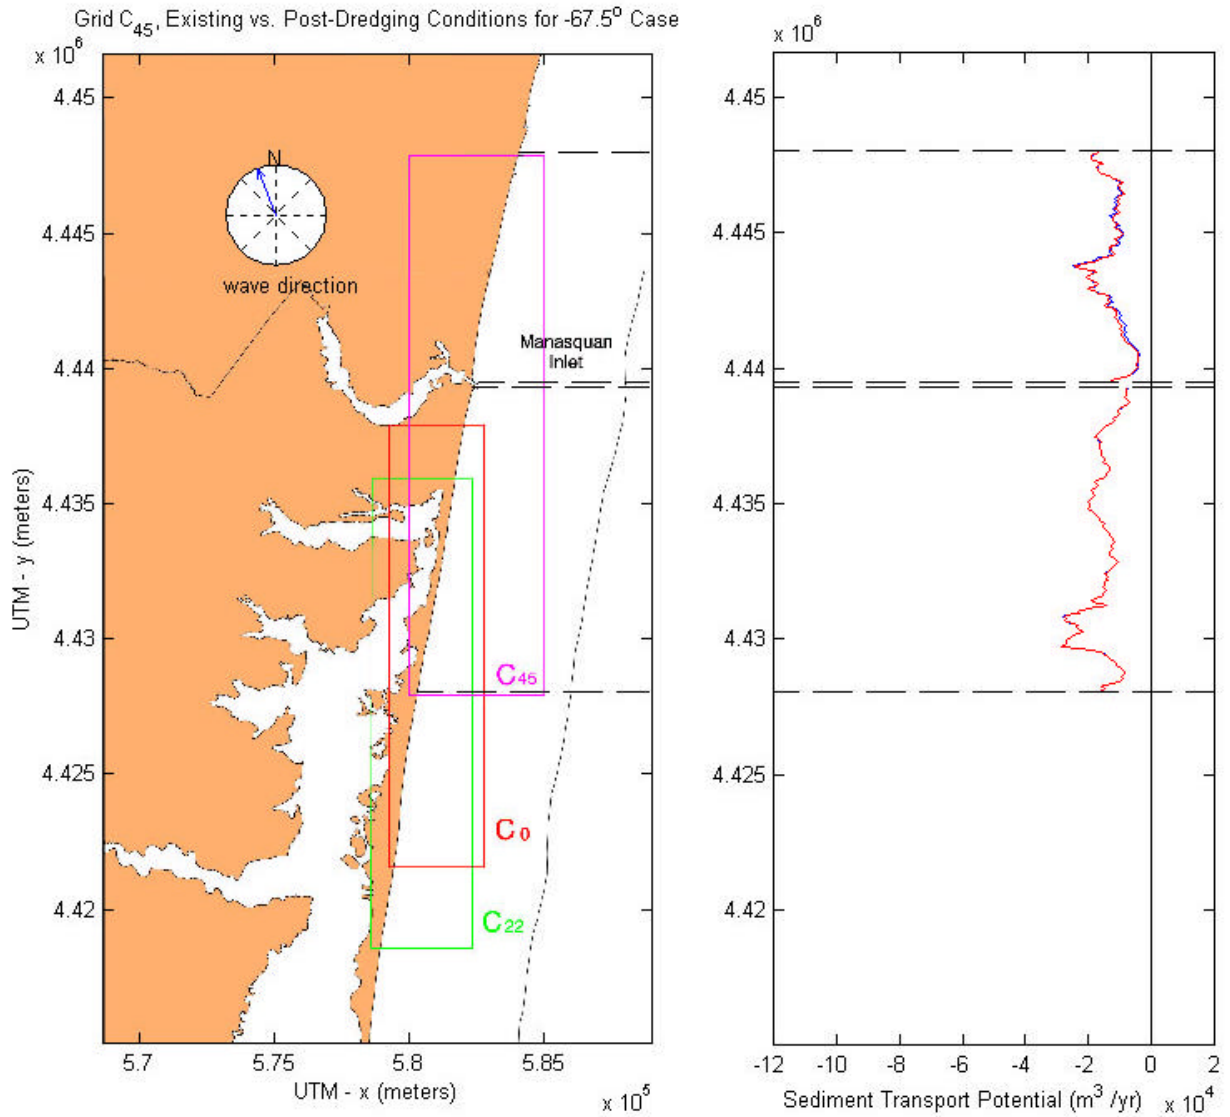 Grid C45, Existing vs. Post-Dredging Conditions for -67.5o Case
x 10^6
x 10^6
4.45
4.445
4.44
4.435
4.43
4.425
4.42
N
wave direction
Manasquan
Inlet
C45
C0
C22
UTM - y (meters)
5.7
5.75
5.8
5.85
UTM - x (meters)
x 10^5
4.45
4.445
4.44
4.435
4.43
4.425
4.42
-12
-10
-8
-6
-4
-2
0
2
Sediment Transport Potential (m^3 /yr)
x 10^4